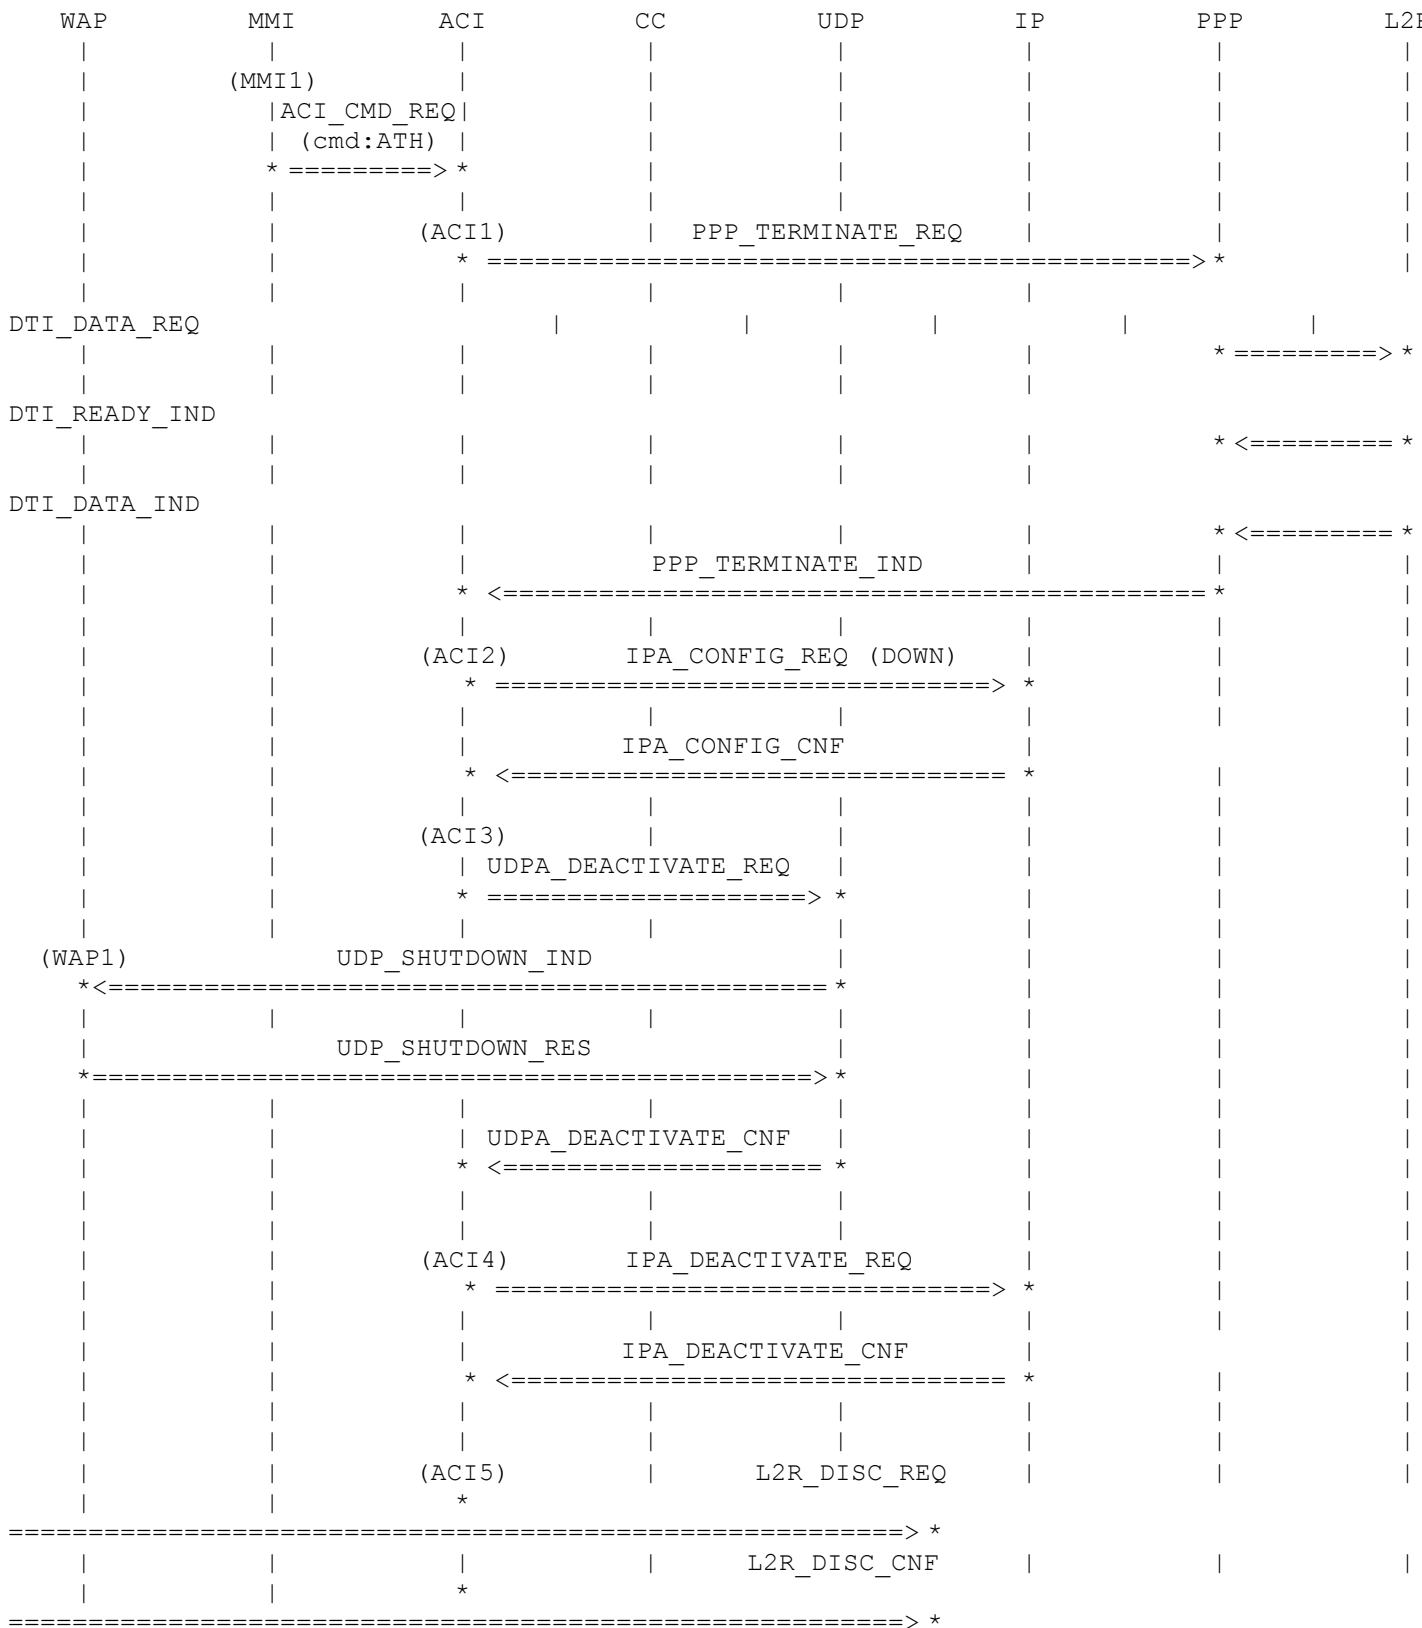 WAP MMI ACI CC UDP IP PPP L2R
(MMI1)
ACI_CMD_REQ
(cmd:ATH)
(ACI1) PPP_TERMINATE_REQ
DTI_DATA_REQ
DTI_READY_IND
DTI_DATA_IND
PPP_TERMINATE_IND
(ACI2) IPA_CONFIG_REQ (DOWN)
IPA_CONFIG_CNF
(ACI3)
UDPA_DEACTIVATE_REQ
(WAP1) UDP_SHUTDOWN_IND
UDP_SHUTDOWN_RES
UDPA_DEACTIVATE_CNF
(ACI4) IPA_DEACTIVATE_REQ
IPA_DEACTIVATE_CNF
(ACI5) L2R_DISC_REQ
L2R_DISC_CNF